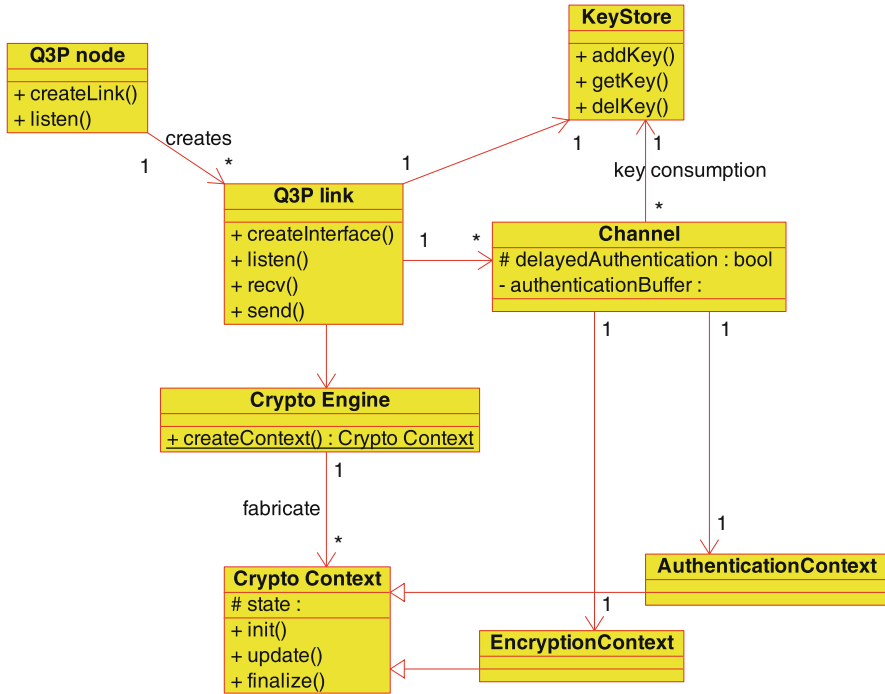 KeyStore
+ addKey()
+ getKey()
+ delKey()
Q3P node
+ createLink()
+ listen()
creates
1
*
1
1
1
key consumption
*
Q3P link
+ createInterface()
+ listen()
+ recv()
+ send()
1
*
Channel
# delayedAuthentication : bool
- authenticationBuffer :
1
1
Crypto Engine
+ createContext() : Crypto Context
1
fabricate
*
1
AuthenticationContext
Crypto Context
# state :
+ init()
+ update()
+ finalize()
1
EncryptionContext